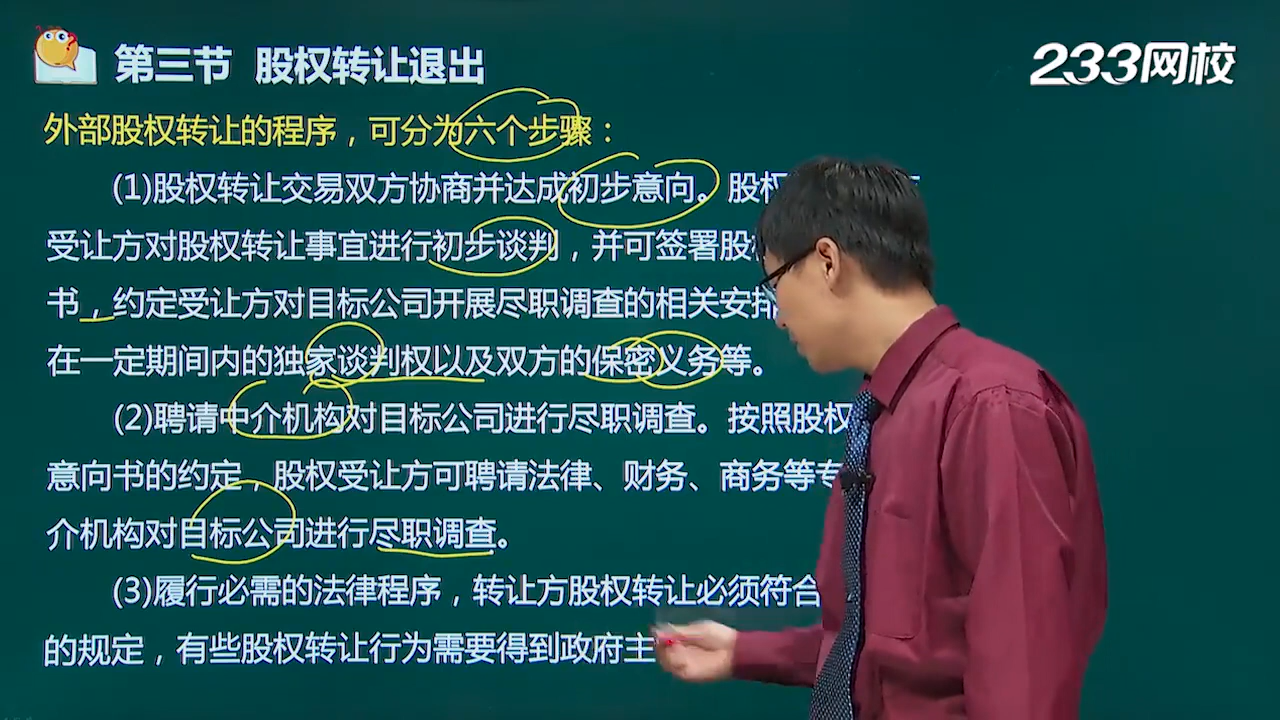 第三节 股权转让退出
233网校
外部股权转让的程序，可分为六个步骤：
(1)股权转让交易双方协商并达成初步意向。股权
受让方对股权转让事宜进行初步谈判，并可签署股
书，约定受让方对目标公司开展尽职调查的相关安排
在一定期间内的独家谈判权以及双方的保密义务等。
(2)聘请中介机构对目标公司进行尽职调查。按照股权
意向书的约定，股权受让方可聘请法律、财务、商务等专
介机构对目标公司进行尽职调查。
(3)履行必需的法律程序，转让方股权转让必须符合
的规定，有些股权转让行为需要得到政府主